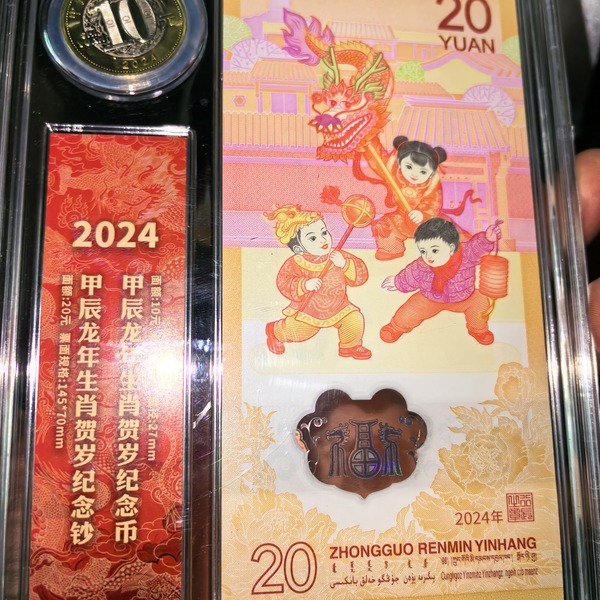 10
2024
2024
甲辰龙年生肖贺岁纪念币
面额:10元
27mm
甲辰龙年生肖贺岁纪念钞
面额:20元 票面规格:145*70mm
20
YUAN
福
2024年
20
ZHONGGUO RENMIN YINHANG